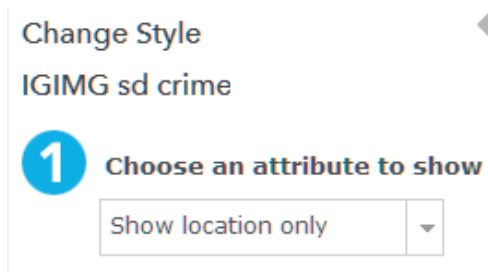 Change Style
IGIMG sd crime
1 Choose an attribute to show
Show location only